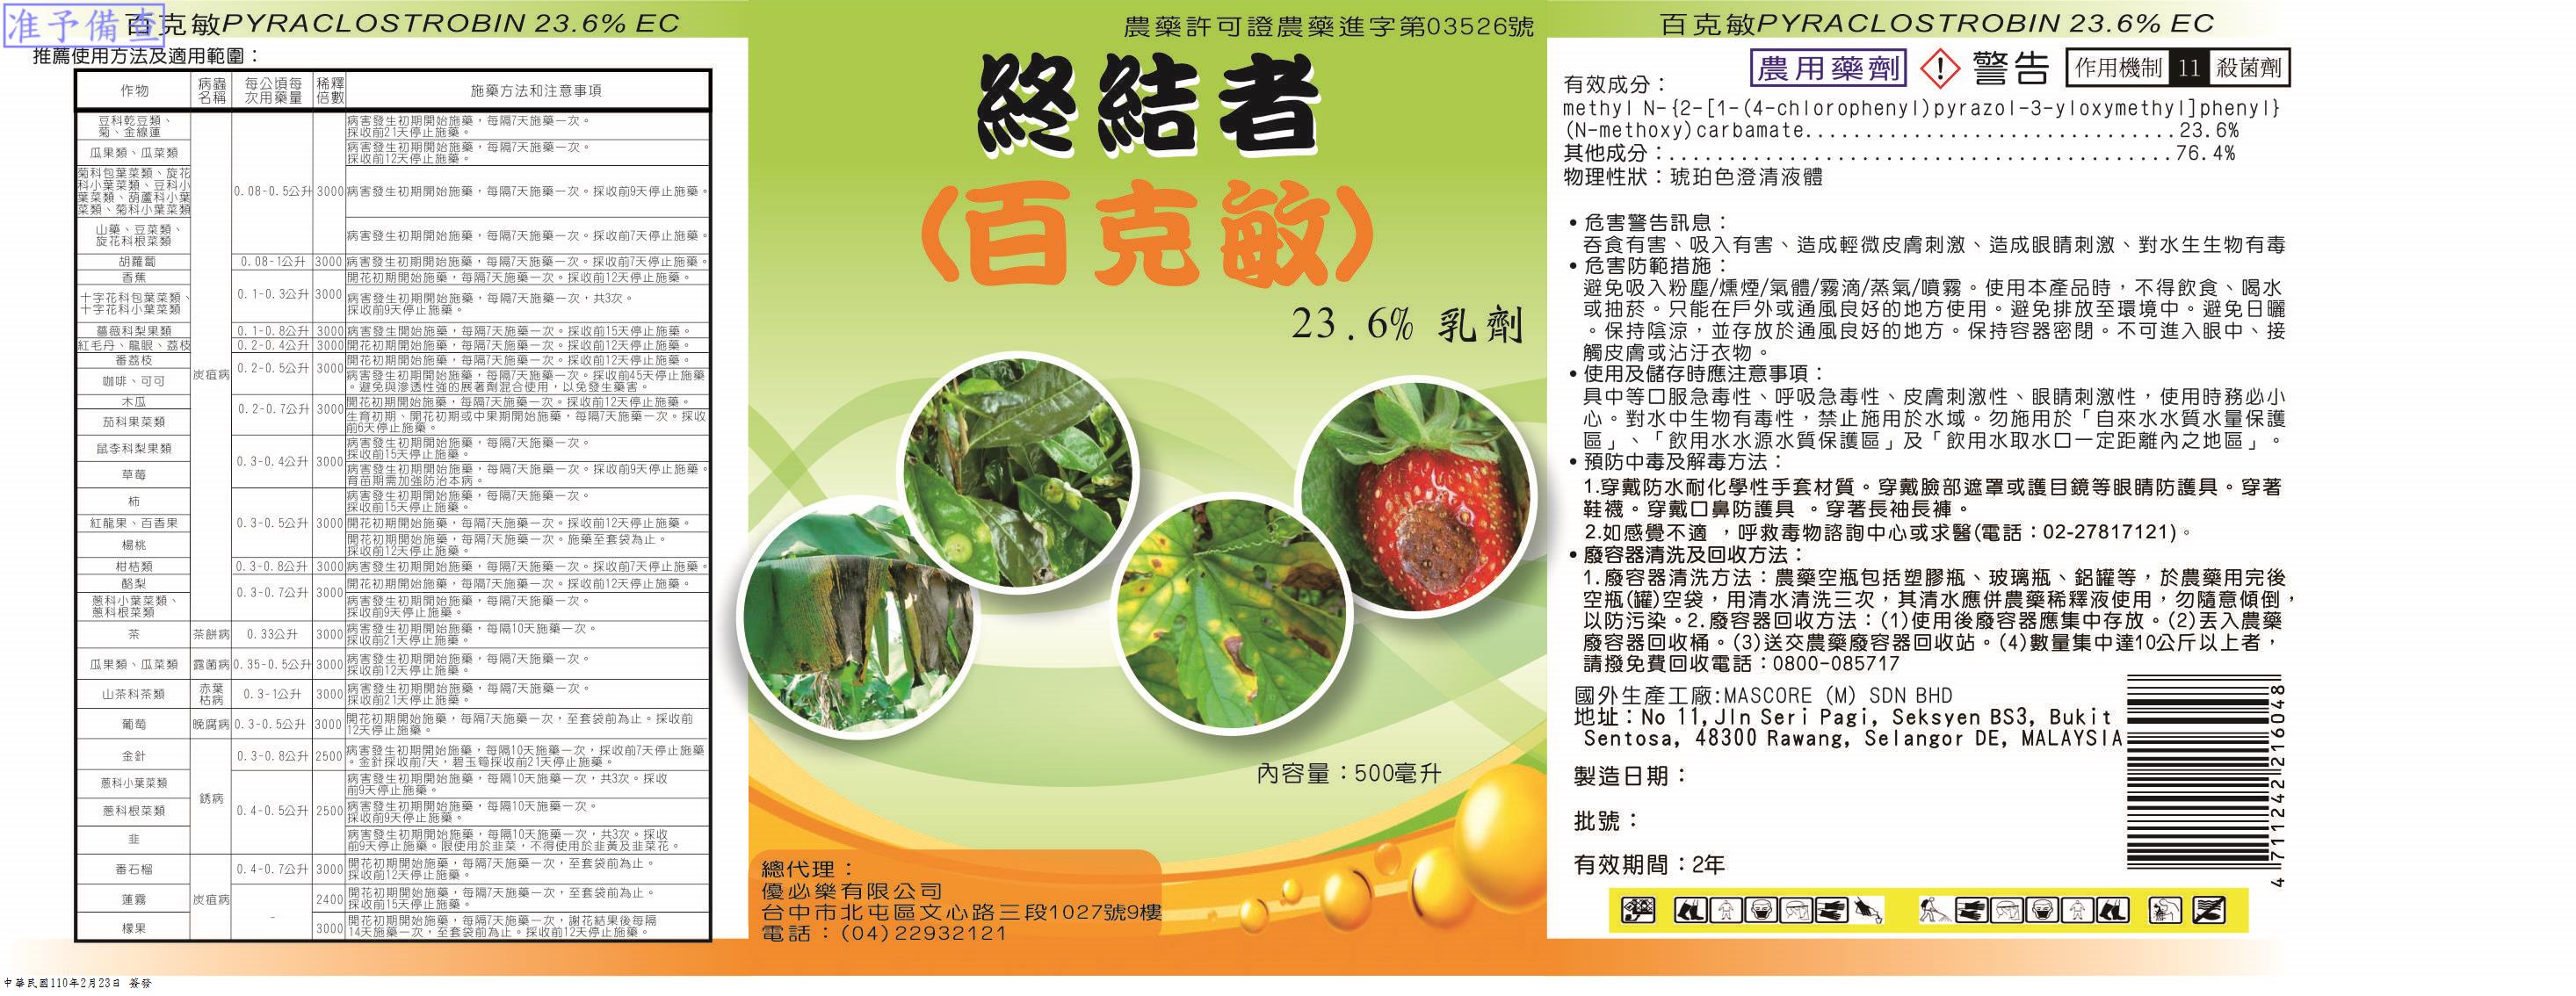 准予備查
百克敏PYRACLOSTROBIN 23.6% EC
推薦使用方法及適用範圍：
作物 病蟲名稱 每公頃每次用藥量 稀釋倍數 施藥方法和注意事項
豆科乾豆類、菊、金線蓮 炭疽病 0.08-0.5公升 3000 病害發生初期開始施藥，每隔7天施藥一次。
採收前21天停止施藥。
瓜果類、瓜菜類 病害發生初期開始施藥，每隔7天施藥一次。
採收前12天停止施藥。
菊科包葉菜類、旋花
科小葉菜類、豆科小
葉菜類、葫蘆科小葉
菜類、菊科小葉菜類
病害發生初期開始施藥，每隔7天施藥一次。採收前9天停止施藥。
山藥、豆菜類、
旋花科根菜類
病害發生初期開始施藥，每隔7天施藥一次。採收前7天停止施藥。
胡蘿蔔 0.08-1公升 3000 病害發生初期開始施藥，每隔7天施藥一次。採收前7天停止施藥。
香蕉 0.1-0.3公升 3000 開花初期開始施藥，每隔7天施藥一次。採收前12天停止施藥。
十字花科包葉菜類、
十字花科小葉菜類
病害發生初期開始施藥，每隔7天施藥一次，共3次。
採收前9天停止施藥。
薔薇科梨果類 0.1-0.8公升 3000 病害發生開始施藥，每隔7天施藥一次。採收前15天停止施藥。
紅毛丹、龍眼、荔枝 0.2-0.4公升 3000 開花初期開始施藥，每隔7天施藥一次。採收前12天停止施藥。
番荔枝 0.2-0.5公升 3000 開花初期開始施藥，每隔7天施藥一次。採收前12天停止施藥。
咖啡、可可 病害發生初期開始施藥，每隔7天施藥一次。採收前45天停止施藥
。避免與滲透性強的展著劑混合使用，以免發生藥害。
木瓜 0.2-0.7公升 3000 開花初期開始施藥，每隔7天施藥一次。採收前12天停止施藥。
茄科果菜類 生育初期、開花初期或中果期開始施藥，每隔7天施藥一次。採收
前6天停止施藥。
鼠李科梨果類 0.3-0.4公升 3000 病害發生初期開始施藥，每隔7天施藥一次。
採收前15天停止施藥。
草莓 病害發生初期開始施藥，每隔7天施藥一次。採收前9天停止施藥。
育苗期需加強防治本病。
柿 0.3-0.5公升 3000 病害發生初期開始施藥，每隔7天施藥一次。
採收前15天停止施藥。
紅龍果、百香果 開花初期開始施藥，每隔7天施藥一次。採收前12天停止施藥。
楊桃 開花初期開始施藥，每隔7天施藥一次。施藥至套袋為止。
採收前12天停止施藥。
柑桔類 0.3-0.8公升 3000 病害發生初期開始施藥，每隔7天施藥一次。採收前7天停止施藥。
酪梨 0.3-0.7公升 3000 開花初期開始施藥，每隔7天施藥一次。採收前12天停止施藥。
蔥科小葉菜類、
蔥科根菜類
病害發生初期開始施藥，每隔7天施藥一次。
採收前9天停止施藥。
茶 茶餅病 0.33公升 3000 病害發生初期開始施藥，每隔10天施藥一次。
採收前21天停止施藥。
瓜果類、瓜菜類 露菌病 0.35-0.5公升 3000 病害發生初期開始施藥，每隔7天施藥一次。
採收前12天停止施藥。
山茶科茶類 赤葉枯病 0.3-1公升 3000 病害發生初期開始施藥，每隔7天施藥一次。
採收前21天停止施藥。
葡萄 晚腐病 0.3-0.5公升 3000 開花初期開始施藥，每隔7天施藥一次，至套袋前為止。採收前
12天停止施藥。
金針 銹病 0.3-0.8公升 2500 病害發生初期開始施藥，每隔10天施藥一次，採收前7天停止施藥
。金針採收前7天，碧玉筍採收前21天停止施藥。
蔥科小葉菜類 0.4-0.5公升 2500 病害發生初期開始施藥，每隔10天施藥一次，共3次。採收
前9天停止施藥。
蔥科根菜類 病害發生初期開始施藥，每隔10天施藥一次。
採收前9天停止施藥。
韭 病害發生初期開始施藥，每隔10天施藥一次，共3次。採收
前9天停止施藥。限使用於韭菜，不得使用於韭黃及韭菜花。
番石榴 炭疽病 0.4-0.7公升 3000 開花初期開始施藥，每隔7天施藥一次，至套袋前為止。
採收前12天停止施藥。
蓮霧 - 2400 開花初期開始施藥，每隔7天施藥一次，至套袋前為止。
採收前15天停止施藥。
檬果 3000 開花初期開始施藥，每隔7天施藥一次，謝花結果後每隔
14天施藥一次，至套袋前為止。採收前12天停止施藥。
中華民國110年2月23日 簽發
農藥許可證農藥進字第03526號
終結者
(百克敏)
23.6% 乳劑
內容量：500毫升
總代理：
優必樂有限公司
台中市北屯區文心路三段1027號9樓
電話：(04)22932121
百克敏PYRACLOSTROBIN 23.6% EC
農用藥劑 警告 作用機制 11 殺菌劑
有效成分：
methyl N-{2-[1-(4-chlorophenyl)pyrazol-3-yloxymethyl]phenyl}
(N-methoxy)carbamate...............................23.6%
其他成分：..........................................76.4%
物理性狀：琥珀色澄清液體
•危害警告訊息：
吞食有害、吸入有害、造成輕微皮膚刺激、造成眼睛刺激、對水生生物有毒
•危害防範措施：
避免吸入粉塵/燻煙/氣體/霧滴/蒸氣/噴霧。使用本產品時，不得飲食、喝水
或抽菸。只能在戶外或通風良好的地方使用。避免排放至環境中。避免日曬
。保持陰涼，並存放於通風良好的地方。保持容器密閉。不可進入眼中、接
觸皮膚或沾汙衣物。
•使用及儲存時應注意事項：
具中等口服急毒性、呼吸急毒性、皮膚刺激性、眼睛刺激性，使用時務必小
心。對水中生物有毒性，禁止施用於水域。勿施用於「自來水水質水量保護
區」、「飲用水水源水質保護區」及「飲用水取水口一定距離內之地區」。
•預防中毒及解毒方法：
1.穿戴防水耐化學性手套材質。穿戴臉部遮罩或護目鏡等眼睛防護具。穿著
鞋襪。穿戴口鼻防護具 。穿著長袖長褲。
2.如感覺不適 ，呼救毒物諮詢中心或求醫(電話：02-27817121)。
•廢容器清洗及回收方法：
1.廢容器清洗方法：農藥空瓶包括塑膠瓶、玻璃瓶、鋁罐等，於農藥用完後
空瓶(罐)空袋，用清水清洗三次，其清水應併農藥稀釋液使用，勿隨意傾倒，
以防污染。2.廢容器回收方法：(1)使用後廢容器應集中存放。(2)丟入農藥
廢容器回收桶。(3)送交農藥廢容器回收站。(4)數量集中達10公斤以上者，
請撥免費回收電話：0800-085717
國外生產工廠:MASCORE (M) SDN BHD
地址：No 11,Jln Seri Pagi, Seksyen BS3, Bukit
Sentosa, 48300 Rawang, Selangor DE, MALAYSIA
製造日期：
批號：
有效期間：2年
4 711242 216048